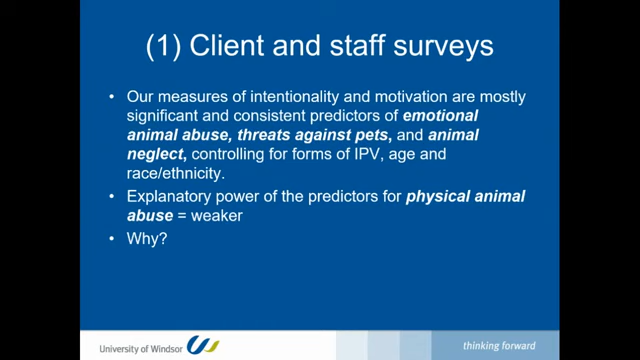 (1) Client and staff surveys
• Our measures of intentionality and motivation are mostly
significant and consistent predictors of emotional
animal abuse, threats against pets, and animal
neglect, controlling for forms of IPV, age and
race/ethnicity.
• Explanatory power of the predictors for physical animal
abuse = weaker
• Why?
University of Windsor
thinking forward